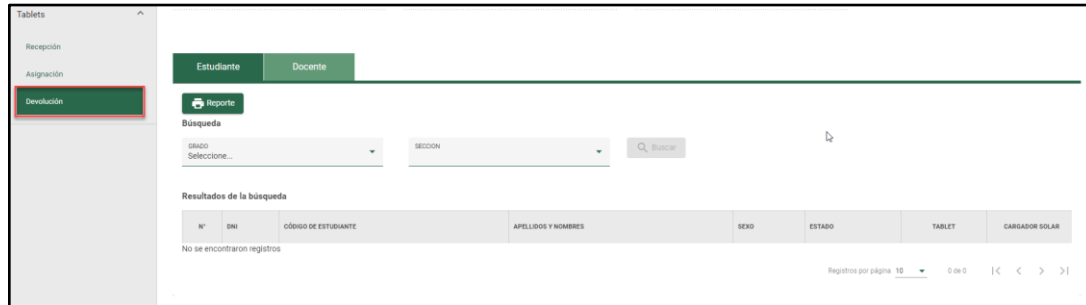 Tablets
Recepción
Asignación
Devolución
Estudiante Docente
Reporte
Búsqueda
GRADO
Seleccione...
SECCION
Buscar
Resultados de la búsqueda
N° DNI CÓDIGO DE ESTUDIANTE APELLIDOS Y NOMBRES SEXO ESTADO TABLET CARGADOR SOLAR
No se encontraron registros
Registros por página 10 0 de 0